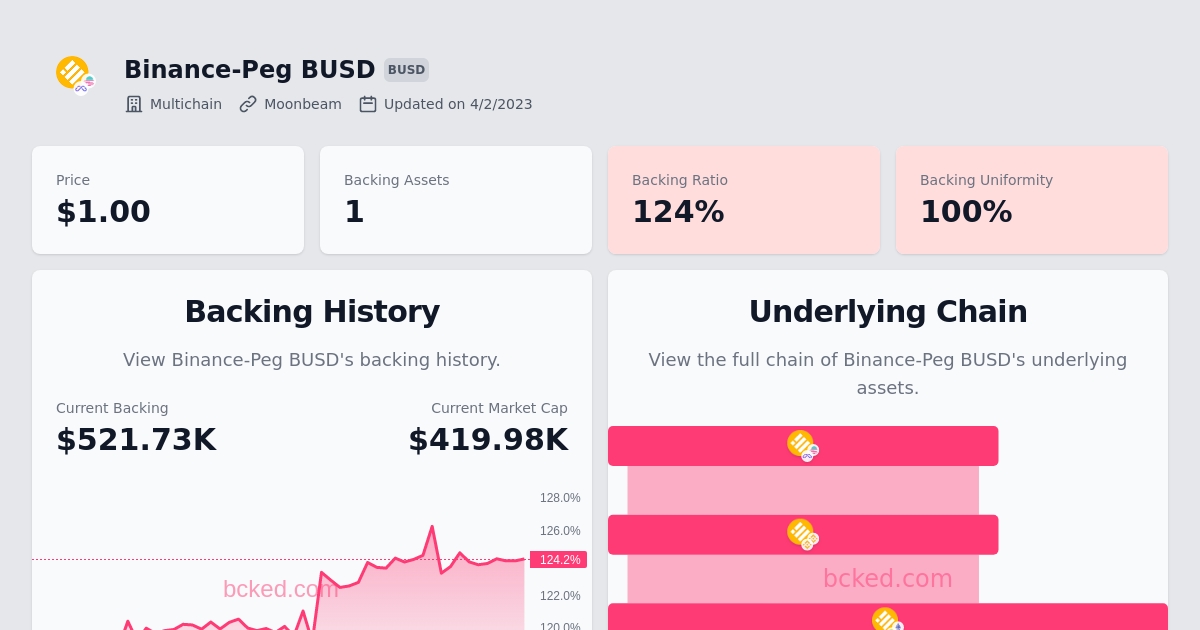 Binance-Peg BUSD BUSD
Multichain Moonbeam Updated on 4/2/2023
Price
$1.00
Backing Assets
1
Backing Ratio
124%
Backing Uniformity
100%
Backing History
View Binance-Peg BUSD's backing history.
Current Backing
$521.73K
Current Market Cap
$419.98K
128.0%
126.0%
124.2%
122.0%
120.0%
bcked.com
Underlying Chain
View the full chain of Binance-Peg BUSD's underlying
assets.
bcked.com